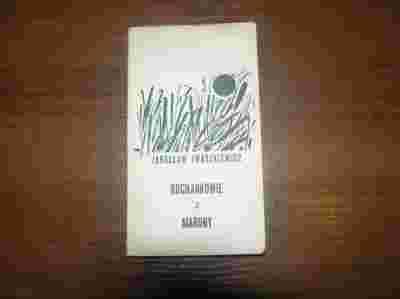 JAROSŁAW IWASZKIEWICZ
KOCHANKOWIE
Z
MARONY